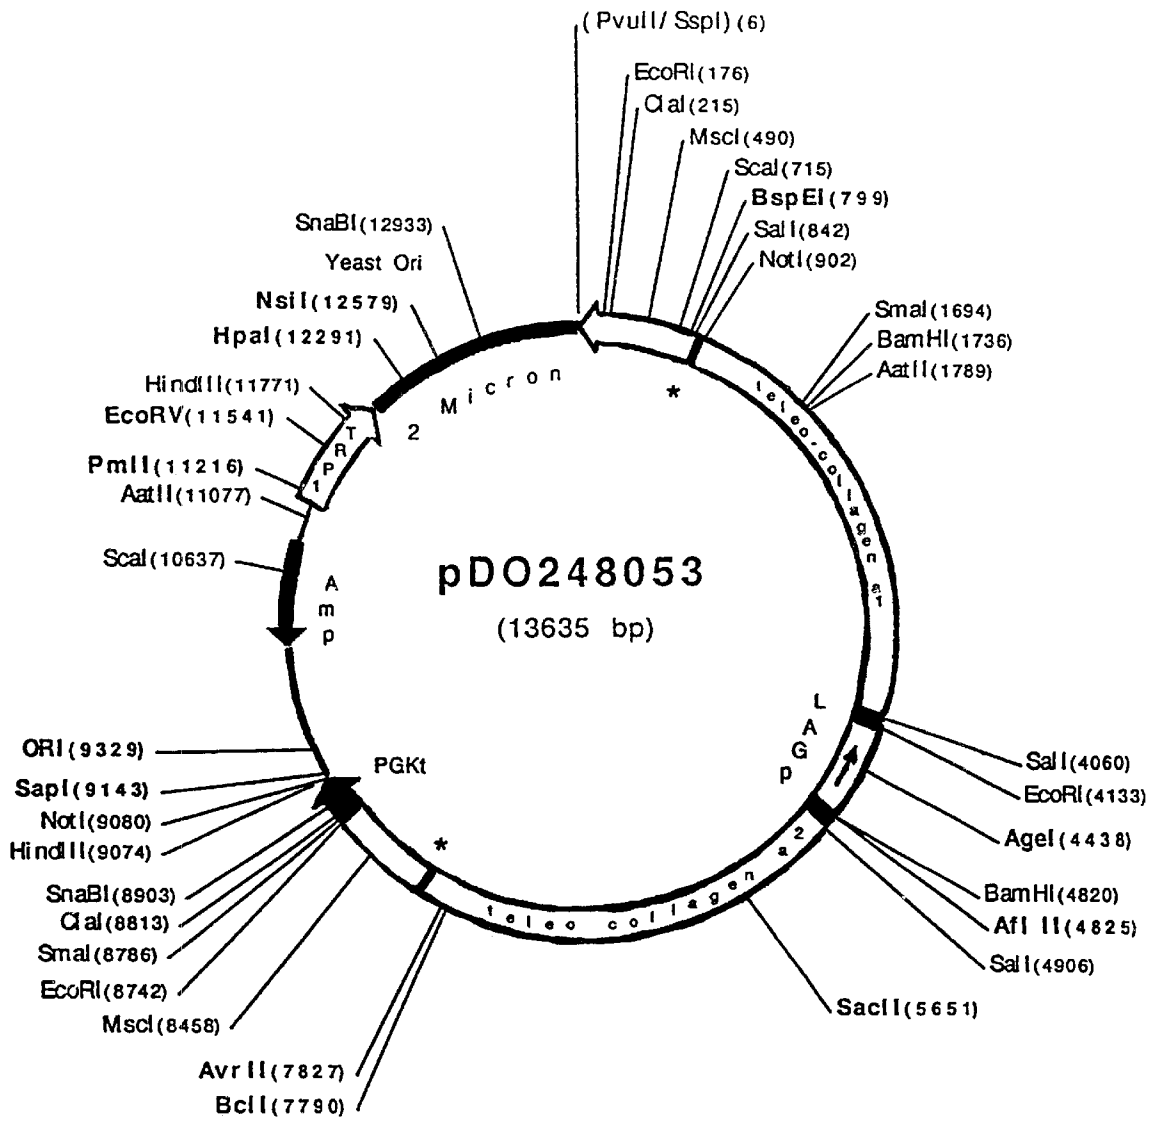 (PvuII/SspI)(6)
EcoRI(176)
ClaI(215)
MscI(490)
ScaI(715)
BspEI(799)
SalI(842)
NotI(902)
SmaI(1694)
BamHI(1736)
AatII(1789)
SnaBI(12933)
Yeast Ori
NsiI(12579)
HpaI(12291)
HindIII(11771)
EcoRV(11541)
PmlI(11216)
AatII(11077)
ScaI(10637)
2 Micron
*
TRP1
teleo-collagen a1
Amp
pDO248053
(13635 bp)
pGAL
SalI(4060)
EcoRI(4133)
AgeI(4438)
BamHI(4820)
Afl II(4825)
SalI(4906)
SacII(5651)
ORI(9329)
SapI(9143)
NotI(9080)
HindIII(9074)
SnaBI(8903)
ClaI(8813)
SmaI(8786)
EcoRI(8742)
MscI(8458)
AvrII(7827)
BclI(7790)
PGKt
*
teleo collagen a2